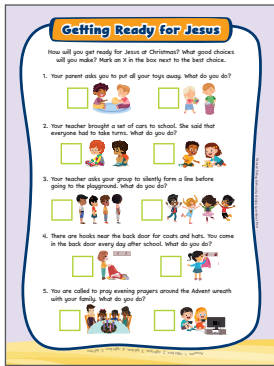 Getting Ready for Jesus
How will you get ready for Jesus at Christmas? What good choices
will you make? Mark an X in the box next to the best choice.
1. Your parent asks you to put all your toys away. What do you do?
2. Your teacher brought a set of cars to school. She said that
everyone had to take turns. What do you do?
3. Your teacher asks your group to silently form a line before
going to the playground. What do you do?
4. There are hooks near the back door for coats and hats. You come
in the back door every day after school. What do you do?
5. You are called to pray evening prayers around the Advent wreath
with your family. What do you do?